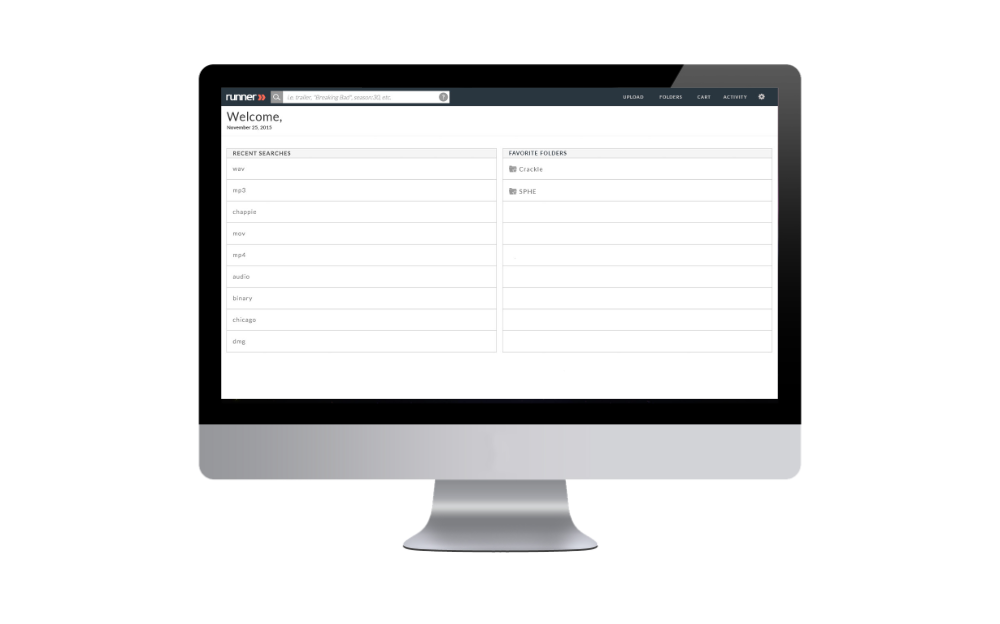 runner i.e. trailer, "Breaking Bad", season:30, etc. ? UPLOAD FOLDERS CART ACTIVITY
Welcome,
November 25, 2013
RECENT SEARCHES FAVORITE FOLDERS
wav Crackle
mp3 SPHE
chappie
mov
mp4
audio
binary
chicago
dmg